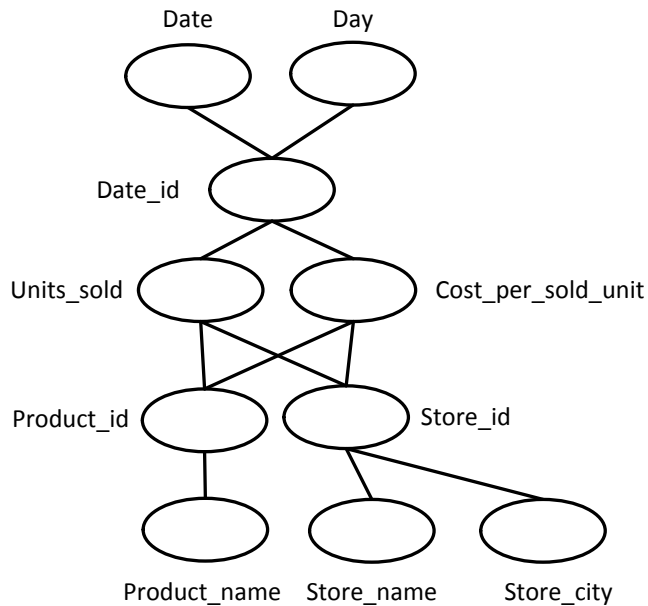 Date
Day
Date_id
Units_sold
Cost_per_sold_unit
Product_id
Store_id
Product_name
Store_name
Store_city